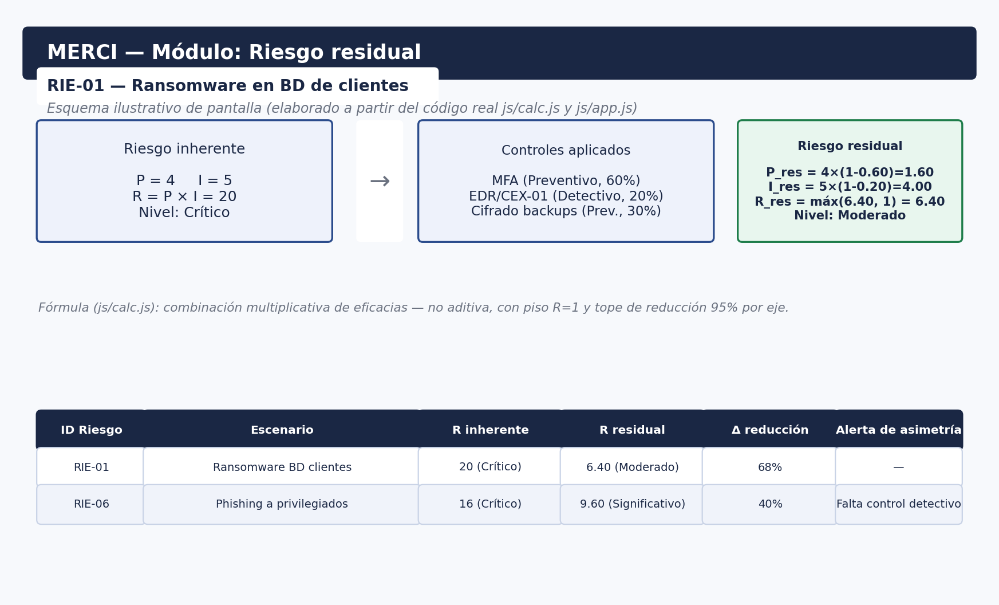 MERCI — Módulo: Riesgo residual
RIE-01 — Ransomware en BD de clientes
Esquema ilustrativo de pantalla (elaborado a partir del código real js/calc.js y js/app.js)
Riesgo inherente
P = 4     I = 5
R = P × I = 20
Nivel: Crítico
→
Controles aplicados
MFA (Preventivo, 60%)
EDR/CEX-01 (Detectivo, 20%)
Cifrado backups (Prev., 30%)
Riesgo residual
P_res = 4×(1-0.60)=1.60
I_res = 5×(1-0.20)=4.00
R_res = máx(6.40, 1) = 6.40
Nivel: Moderado
Fórmula (js/calc.js): combinación multiplicativa de eficacias — no aditiva, con piso R=1 y tope de reducción 95% por eje.
ID Riesgo Escenario R inherente R residual Δ reducción Alerta de asimetría
RIE-01 Ransomware BD clientes 20 (Crítico) 6.40 (Moderado) 68% —
RIE-06 Phishing a privilegiados 16 (Crítico) 9.60 (Significativo) 40% Falta control detectivo